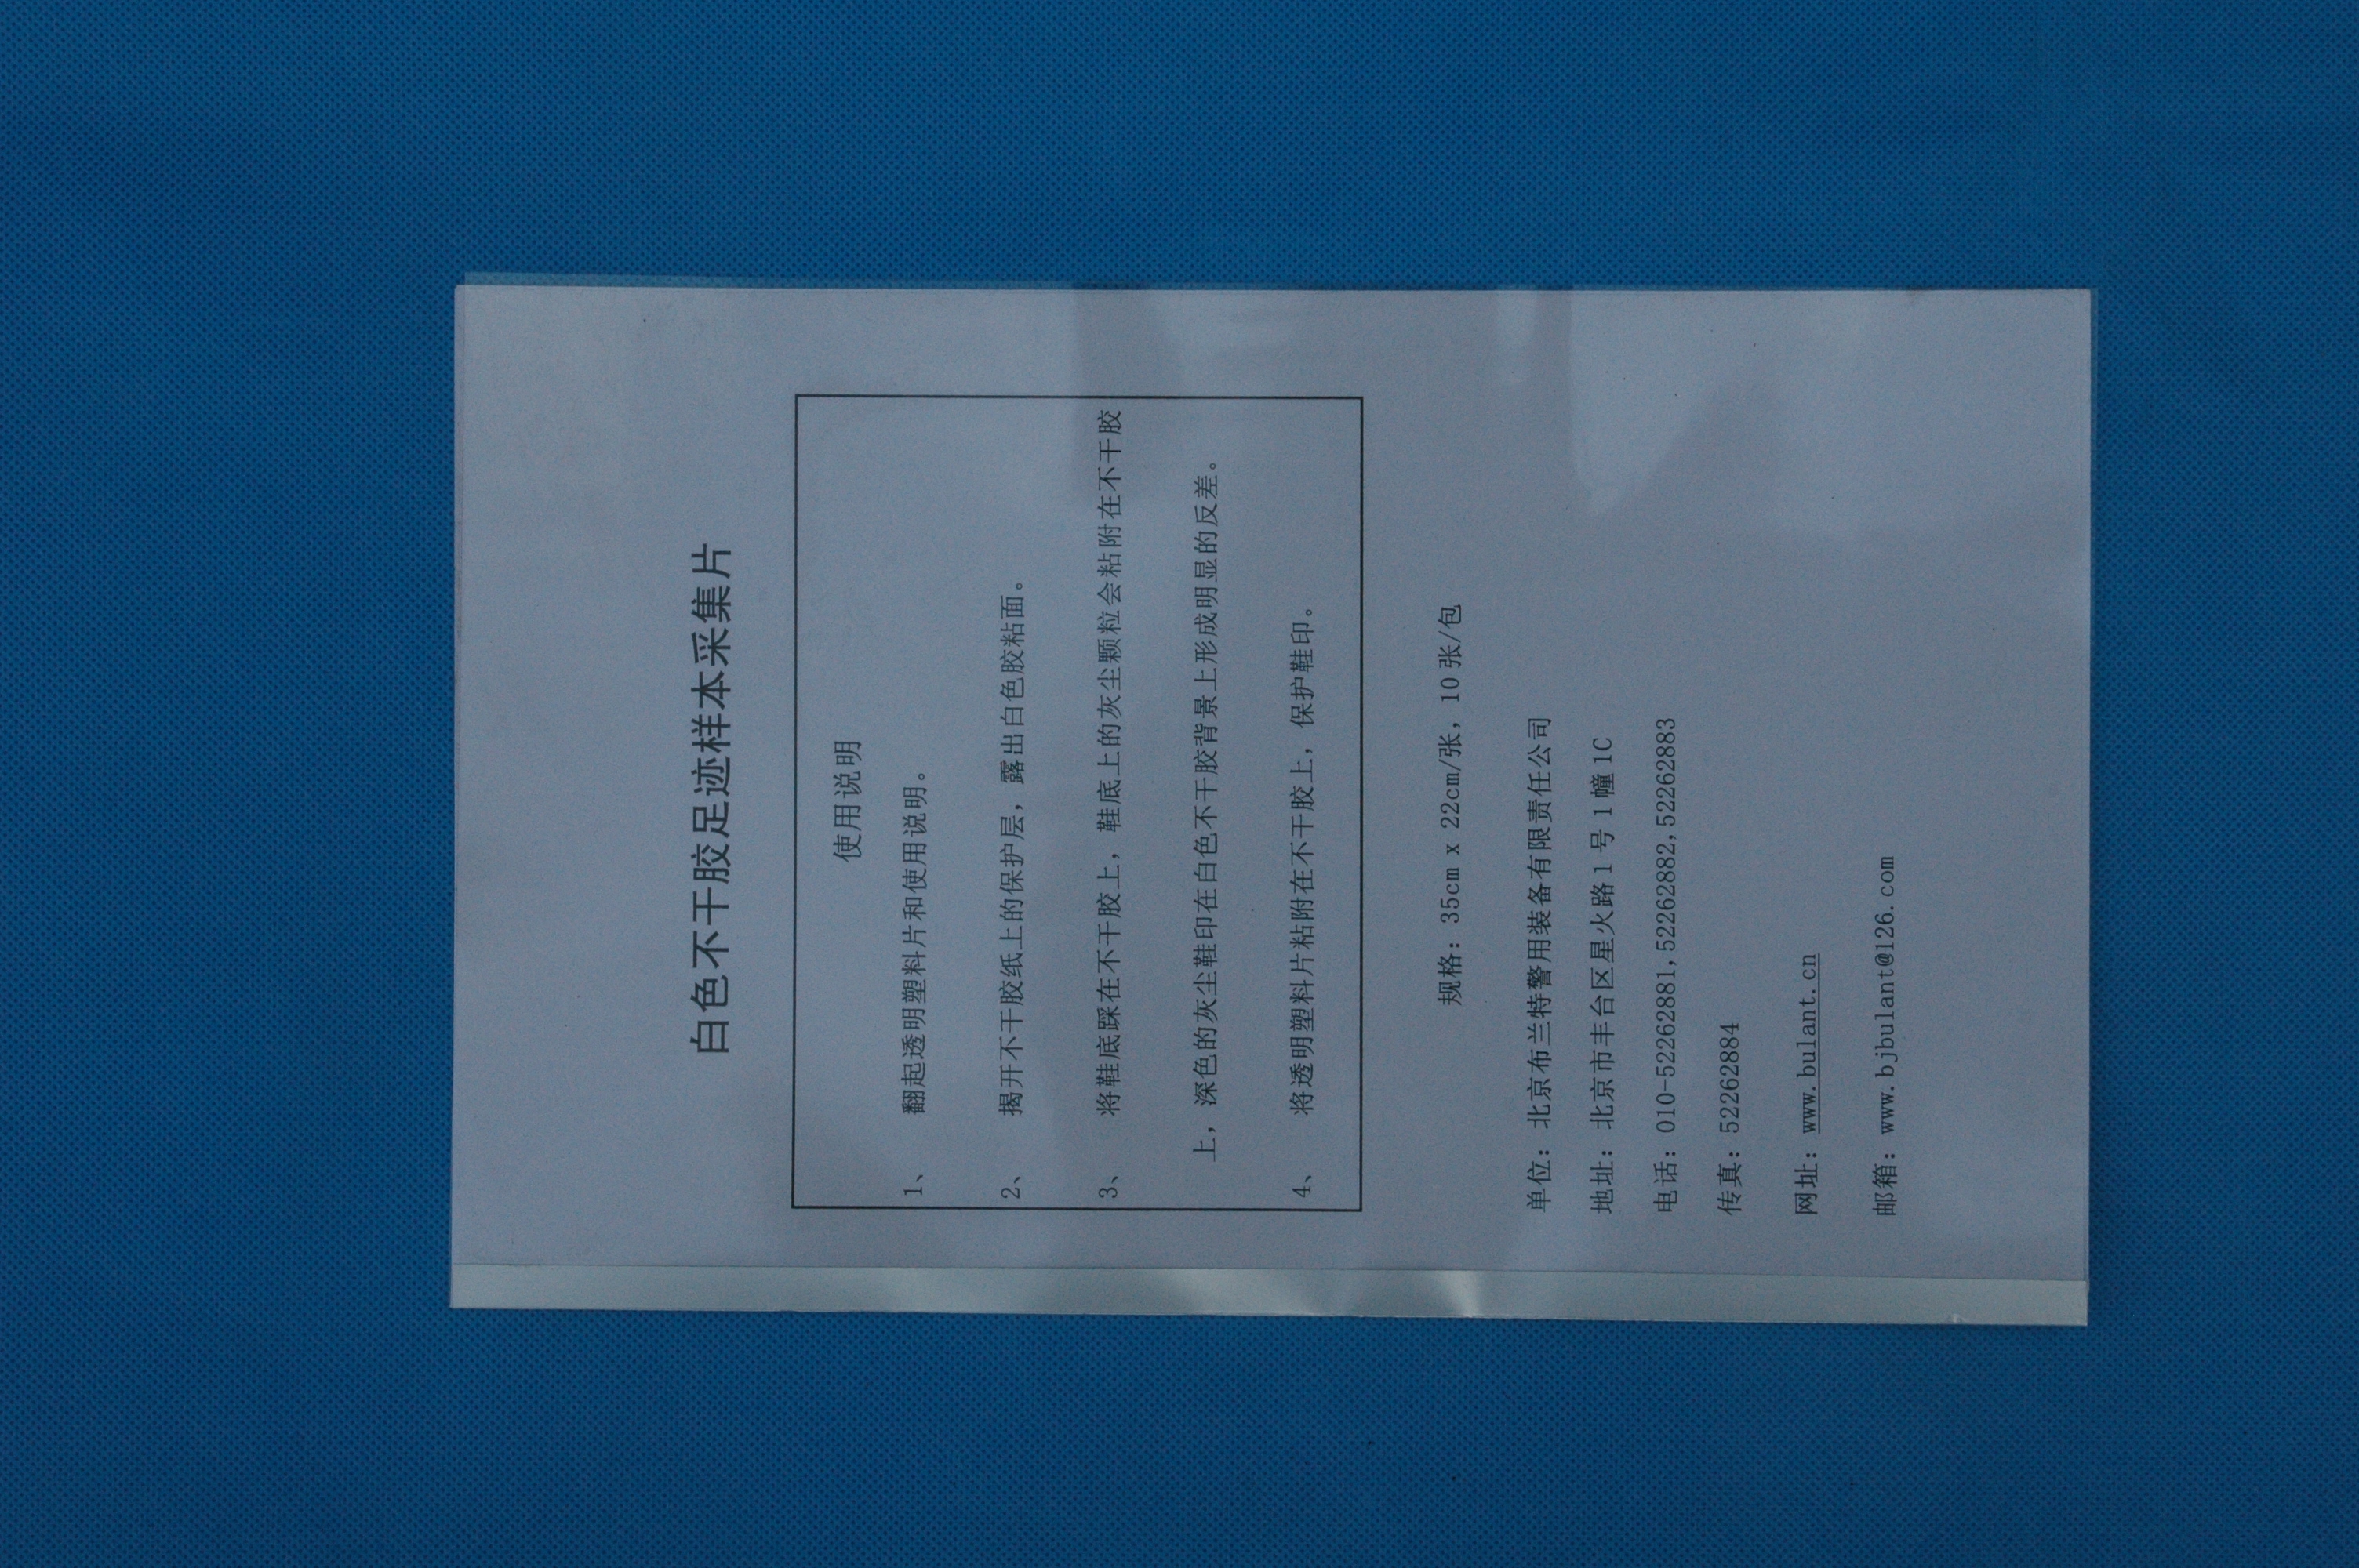 白色不干胶足迹样本采集片
使用说明
1、 翻起透明塑料片和使用说明。
2、 揭开不干胶纸上的保护层，露出白色胶粘面。
3、 将鞋底踩在不干胶上，鞋底上的灰尘颗粒会粘附在不干胶
上，深色的灰尘鞋印在白色不干胶背景上形成明显的反差。
4、 将透明塑料片粘附在不干胶上，保护鞋印。
规格：35cm x 22cm/张，10张/包
单位：北京布兰特警用装备有限责任公司
地址：北京市丰台区星火路1号1幢1C
电话：010-52262881,52262882,52262883
传真：52262884
网址：www.bulant.cn
邮箱：www.bjbulant@126.com